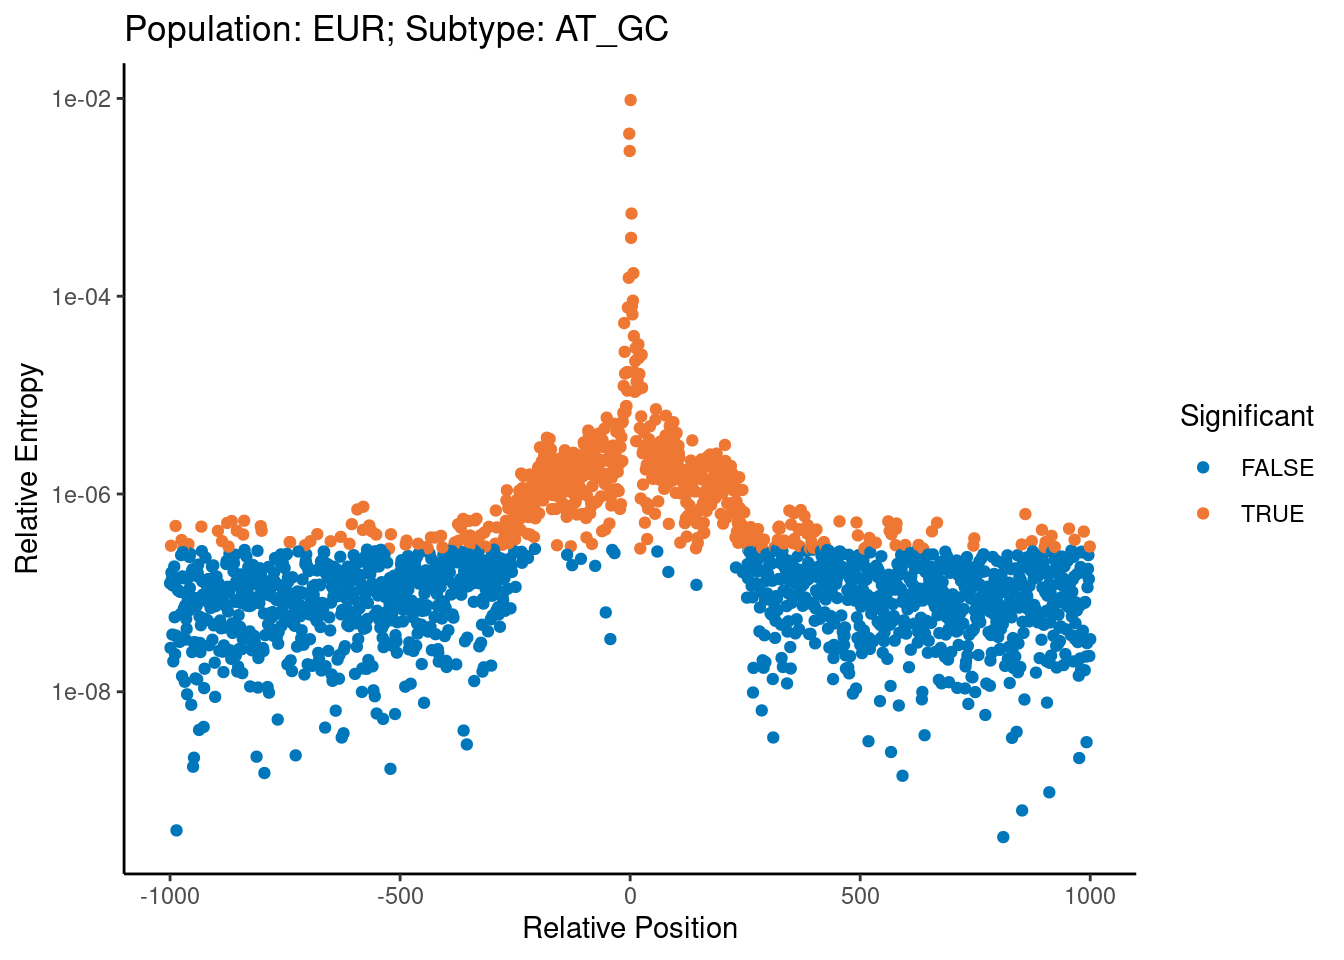 Population: EUR; Subtype: AT_GC
1e-02
1e-04
1e-06
1e-08
Relative Entropy
-1000
-500
0
500
1000
Relative Position
Significant
FALSE
TRUE